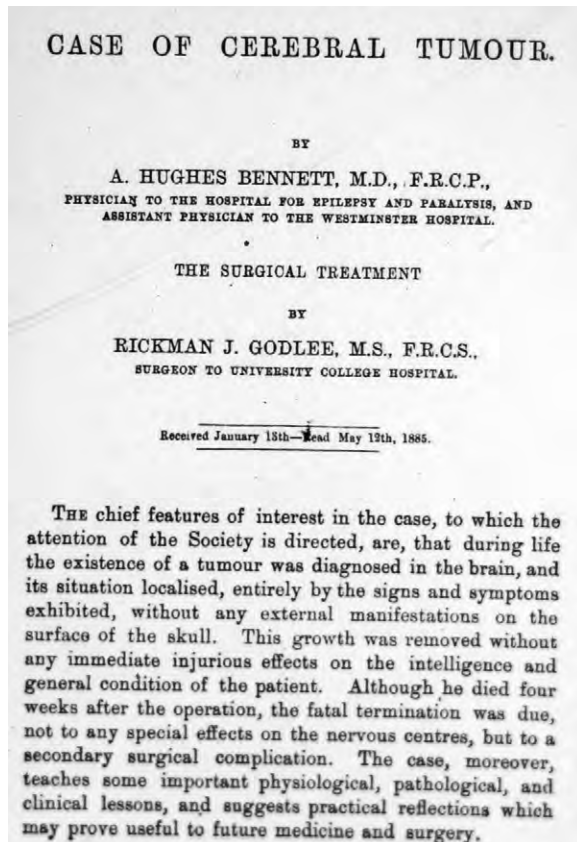 CASE OF CEREBRAL TUMOUR.
BY
A. HUGHES BENNETT, M.D., F.R.C.P.,
PHYSICIAN TO THE HOSPITAL FOR EPILEPSY AND PARALYSIS, AND
ASSISTANT PHYSICIAN TO THE WESTMINSTER HOSPITAL.
THE SURGICAL TREATMENT
BY
RICKMAN J. GODLEE, M.S., F.R.C.S.,
SURGEON TO UNIVERSITY COLLEGE HOSPITAL.
Received January 13th—Read May 12th, 1885.
THE chief features of interest in the case, to which the
attention of the Society is directed, are, that during life
the existence of a tumour was diagnosed in the brain, and
its situation localised, entirely by the signs and symptoms
exhibited, without any external manifestations on the
surface of the skull. This growth was removed without
any immediate injurious effects on the intelligence and
general condition of the patient. Although he died four
weeks after the operation, the fatal termination was due,
not to any special effects on the nervous centres, but to a
secondary surgical complication. The case, moreover,
teaches some important physiological, pathological, and
clinical lessons, and suggests practical reflections which
may prove useful to future medicine and surgery.